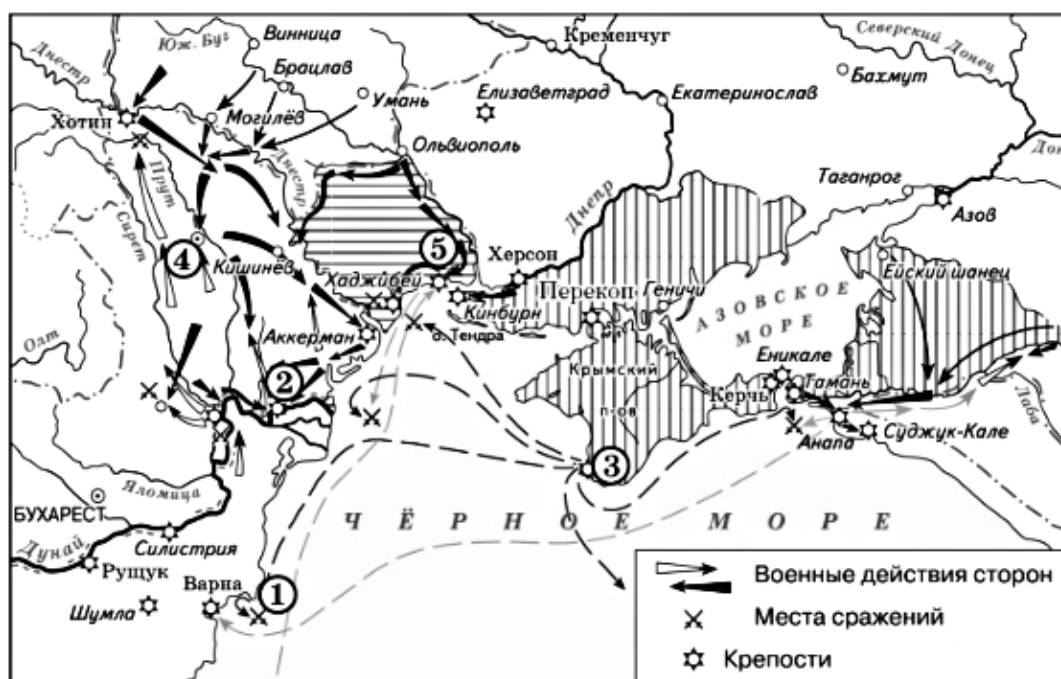 Днестр
Юж. Буг
Винница
Брацлав
Умань
Кременчуг
Елизаветград
Екатеринослав
Бахмут
Северский Донец
Хотин
Могилёв
Днестр
Ольвиополь
Днепр
Таганрог
Азов
Дон
Прут
Сирет
4
Кишинёв
5
Хаджибей
Херсон
Кинбурн
Перекоп
Геничи
АЗОВСКОЕ
МОРЕ
Ейский шанец
Олт
Аккерман
о. Тендра
Крымский
п-ов
Еникале
Керчь
Тамань
Лаба
2
3
Анапа
Суджук-Кале
Яломица
БУХАРЕСТ
ЧЁРНОЕ МОРЕ
Дунай
Силистрия
Рущук
Варна
Шумла
1
Военные действия сторон
Места сражений
Крепости